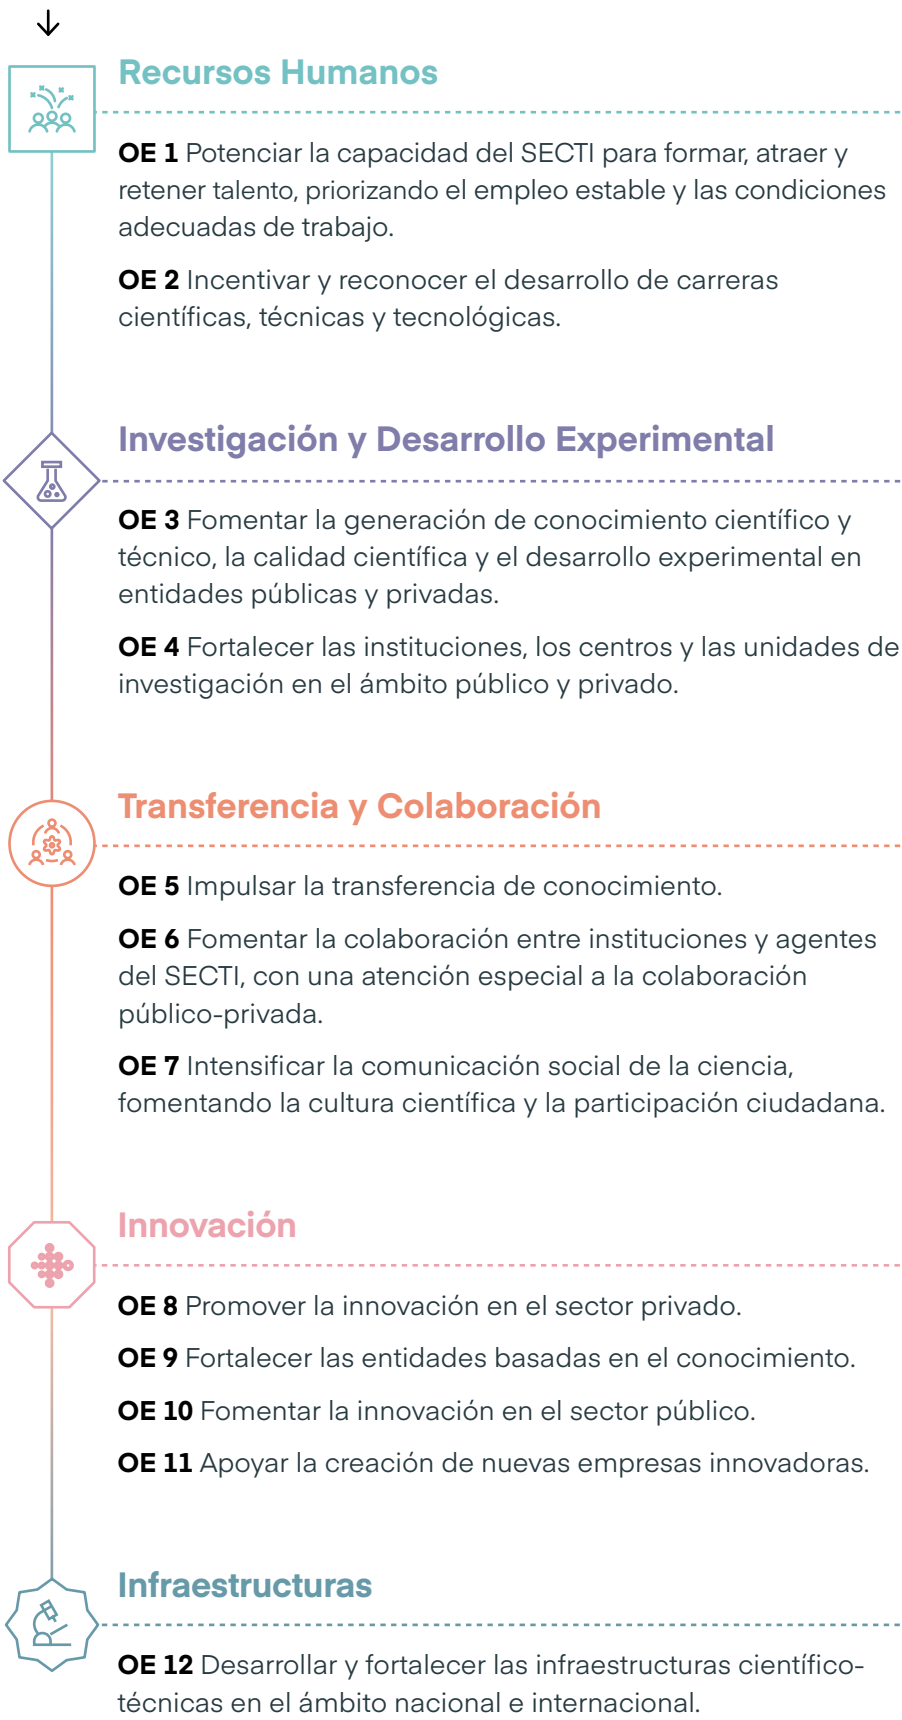 Recursos Humanos
OE 1 Potenciar la capacidad del SECTI para formar, atraer y
retener talento, priorizando el empleo estable y las condiciones
adecuadas de trabajo.
OE 2 Incentivar y reconocer el desarrollo de carreras
científicas, técnicas y tecnológicas.
Investigación y Desarrollo Experimental
OE 3 Fomentar la generación de conocimiento científico y
técnico, la calidad científica y el desarrollo experimental en
entidades públicas y privadas.
OE 4 Fortalecer las instituciones, los centros y las unidades de
investigación en el ámbito público y privado.
Transferencia y Colaboración
OE 5 Impulsar la transferencia de conocimiento.
OE 6 Fomentar la colaboración entre instituciones y agentes
del SECTI, con una atención especial a la colaboración
público-privada.
OE 7 Intensificar la comunicación social de la ciencia,
fomentando la cultura científica y la participación ciudadana.
Innovación
OE 8 Promover la innovación en el sector privado.
OE 9 Fortalecer las entidades basadas en el conocimiento.
OE 10 Fomentar la innovación en el sector público.
OE 11 Apoyar la creación de nuevas empresas innovadoras.
Infraestructuras
OE 12 Desarrollar y fortalecer las infraestructuras científico-
técnicas en el ámbito nacional e internacional.